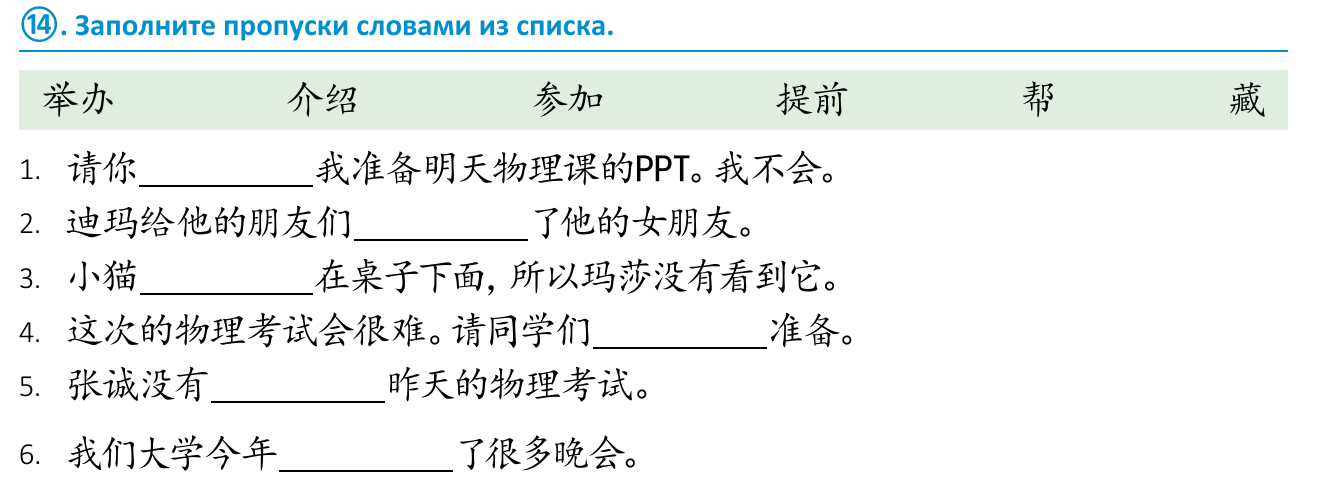 ⑭. Заполните пропуски словами из списка.
举办 介绍 参加 提前 帮 藏
1. 请你__________我准备明天物理课的PPT。我不会。
2. 迪玛给他的朋友们__________了他的女朋友。
3. 小猫__________在桌子下面，所以玛莎没有看到它。
4. 这次的物理考试会很难。请同学们__________准备。
5. 张诚没有__________昨天的物理考试。
6. 我们大学今年__________了很多晚会。